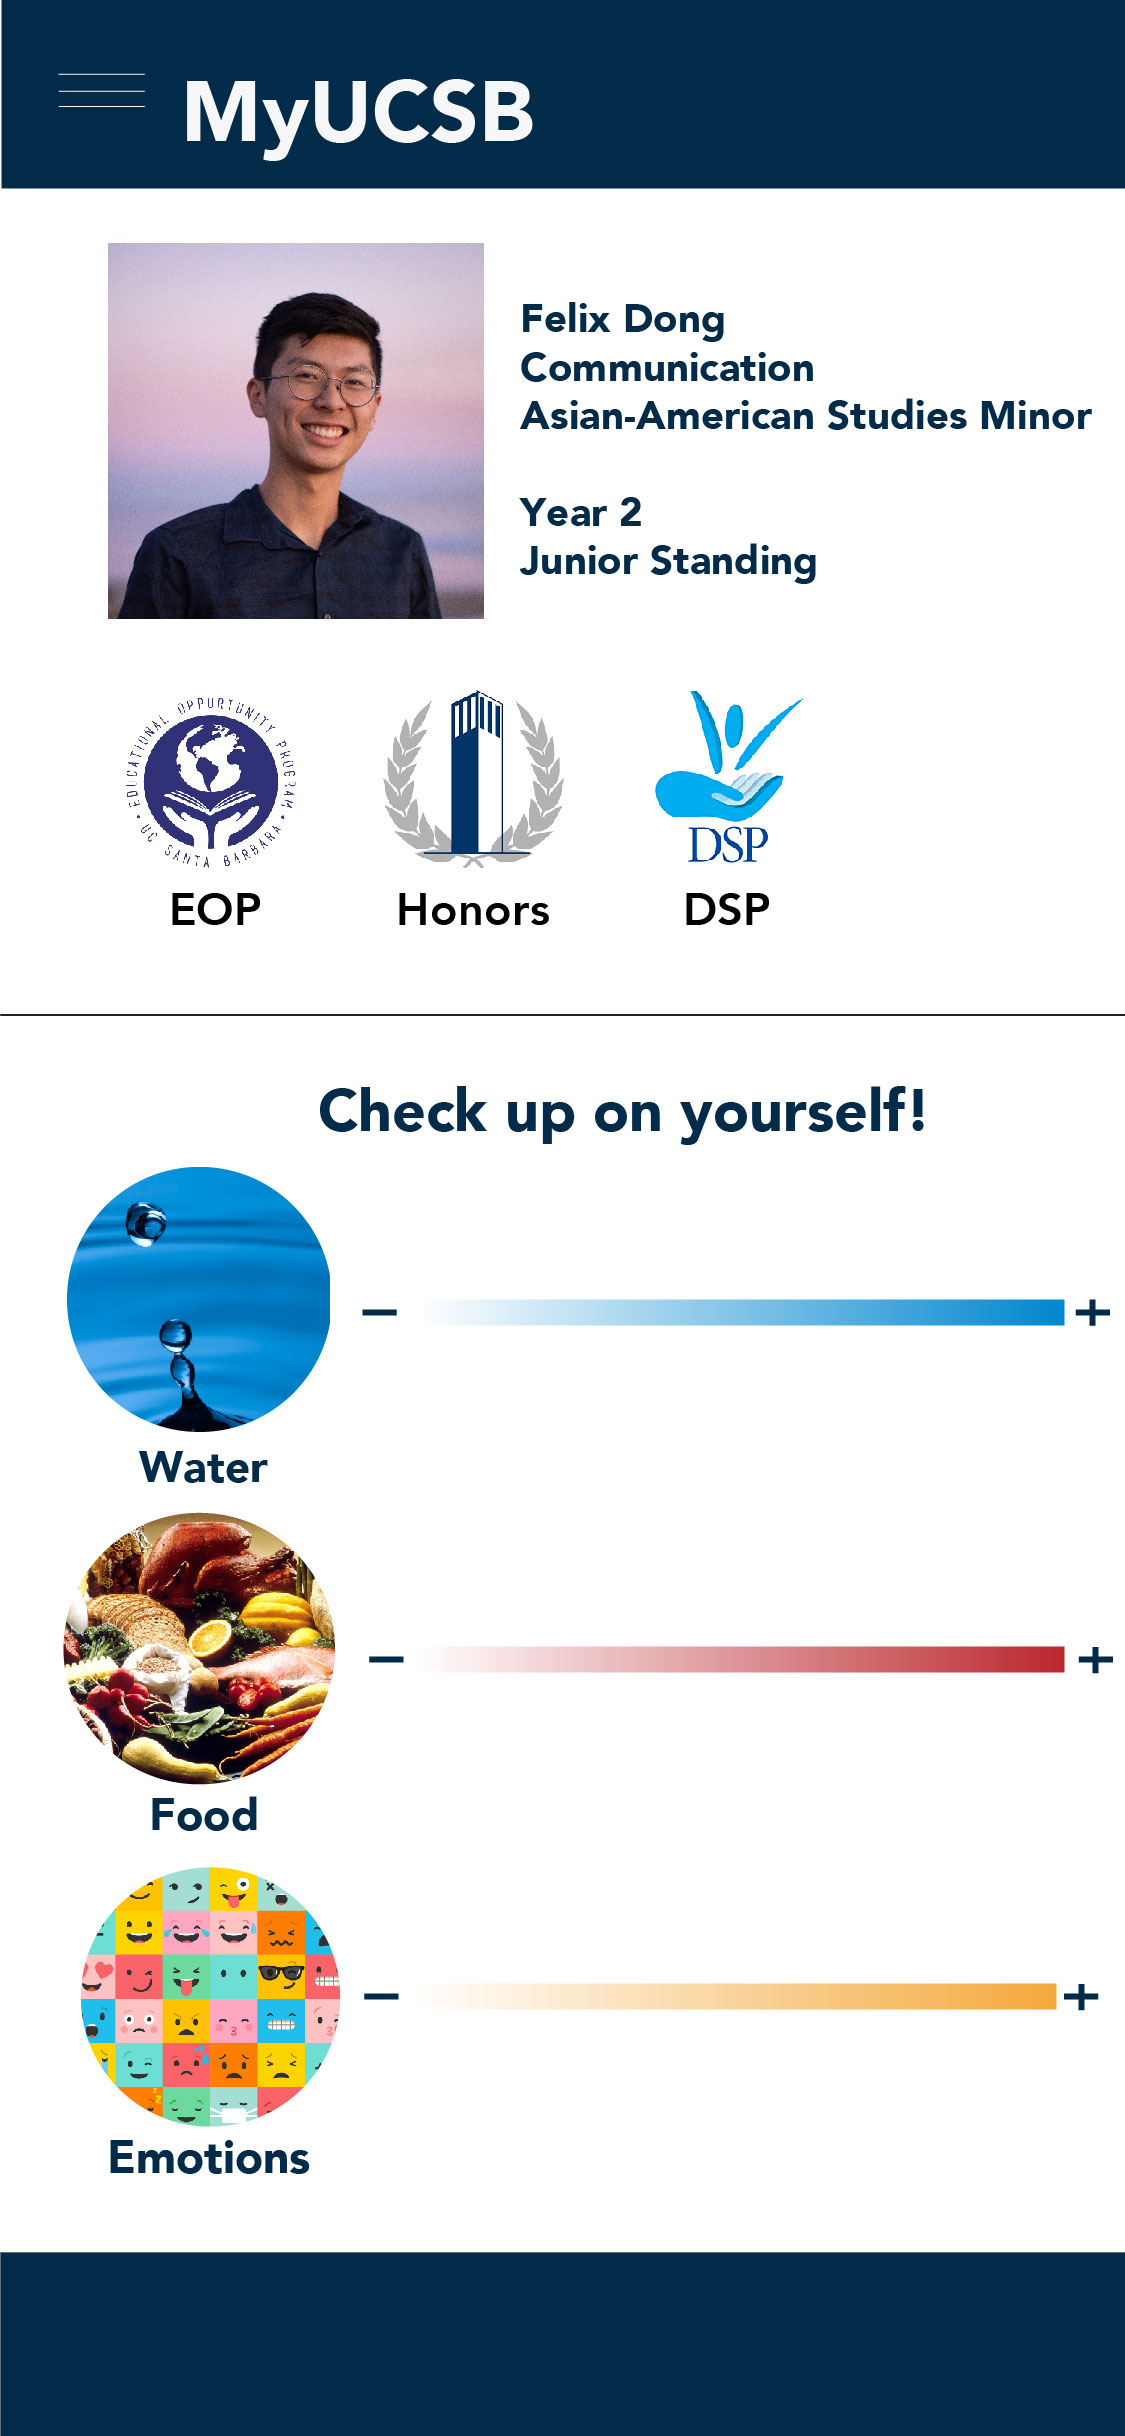 MyUCSB
Felix Dong
Communication
Asian-American Studies Minor
Year 2
Junior Standing
EDUCATIONAL OPPURTUNITY PROGRAM
UC SANTA BARBARA
DSP
EOP
Honors
DSP
Check up on yourself!
Water
Food
Emotions